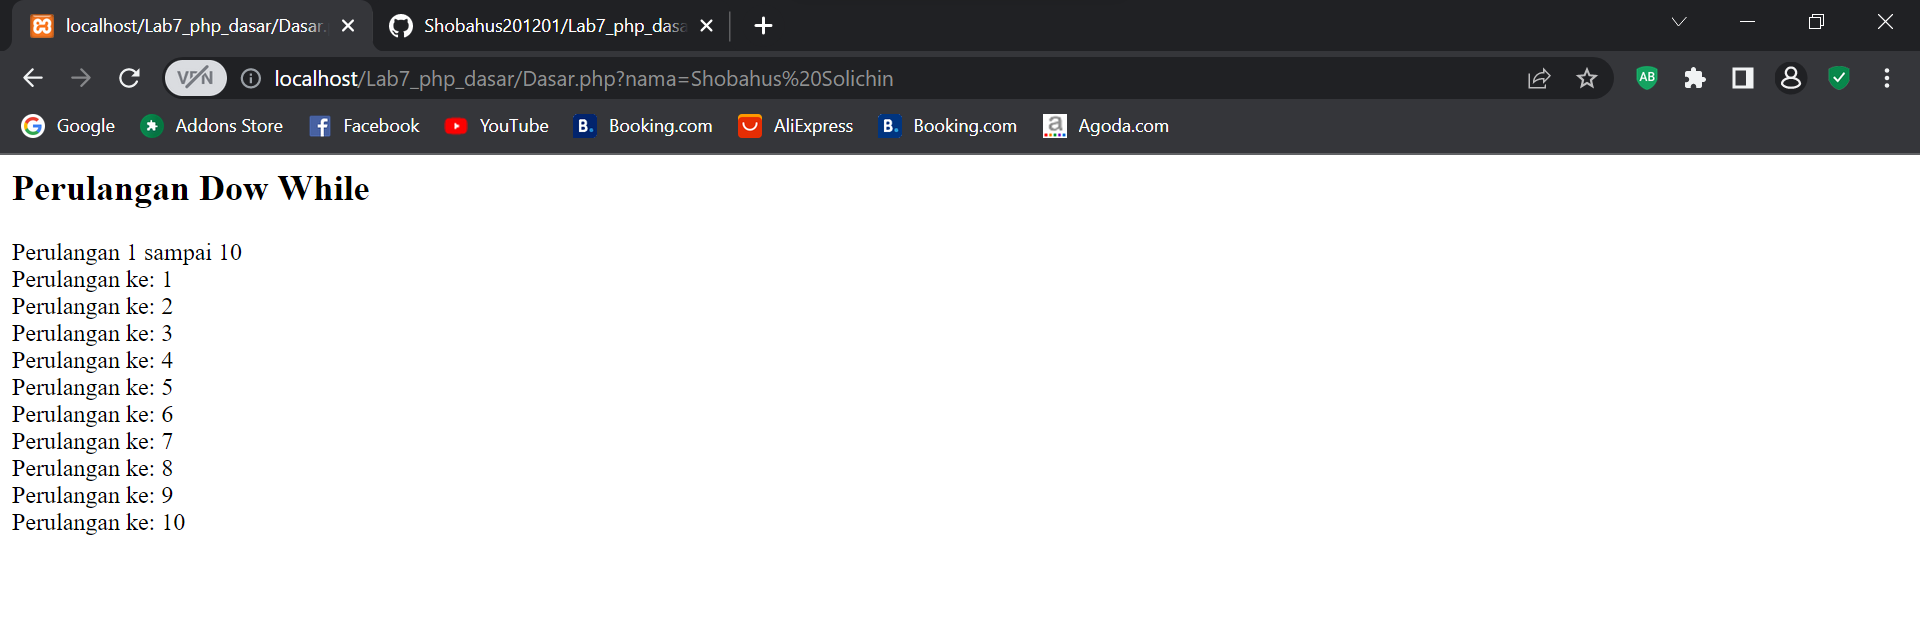 localhost/Lab7_php_dasar/Dasar.
Shobahus201201/Lab7_php_dasa
VPN
localhost/Lab7_php_dasar/Dasar.php?nama=Shobahus%20Solichin
AB
Google
Addons Store
Facebook
B. Booking.com
YouTube
AliExpress
B. Booking.com
a Agoda.com
Perulangan Dow While
Perulangan 1 sampai 10
Perulangan ke: 1
Perulangan ke: 2
Perulangan ke: 3
Perulangan ke: 4
Perulangan ke: 5
Perulangan ke: 6
Perulangan ke: 7
Perulangan ke: 8
Perulangan ke: 9
Perulangan ke: 10